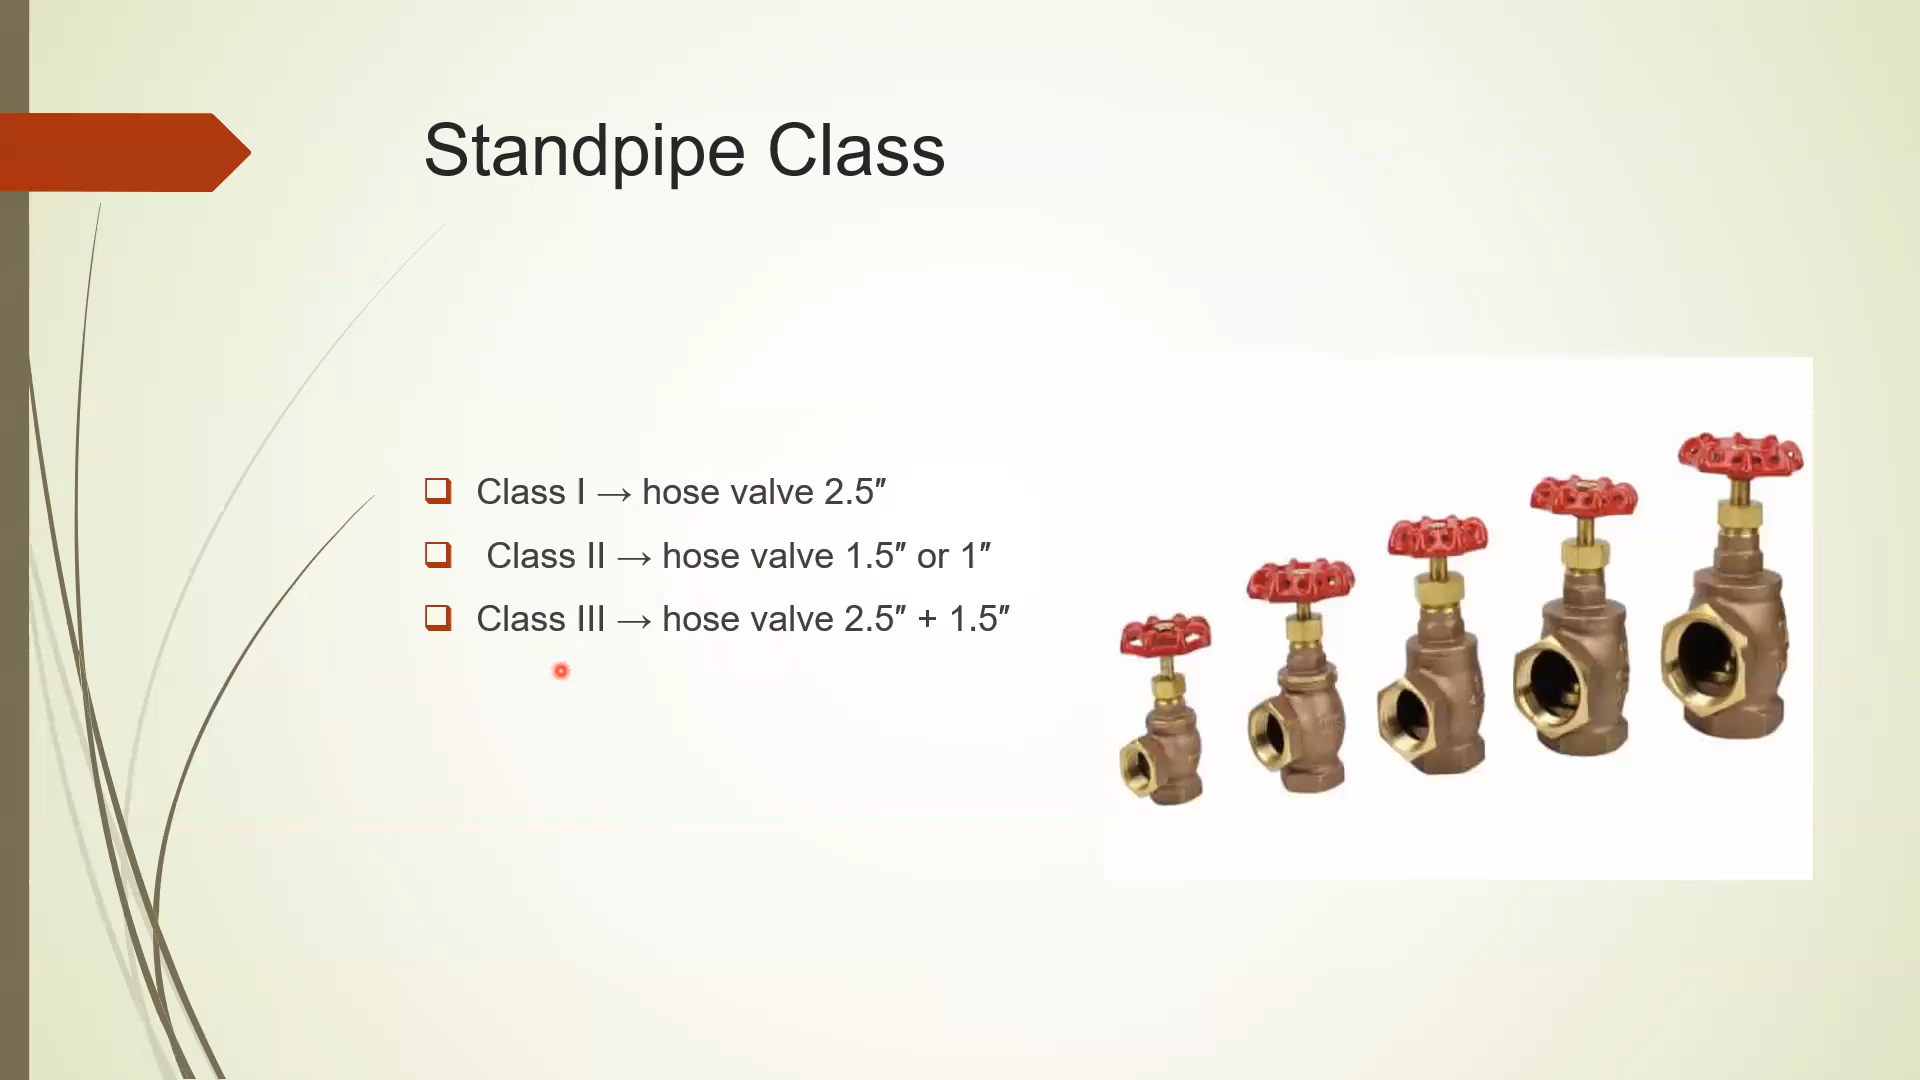 Standpipe Class
Class I → hose valve 2.5″
Class II → hose valve 1.5″ or 1″
Class III → hose valve 2.5″ + 1.5″